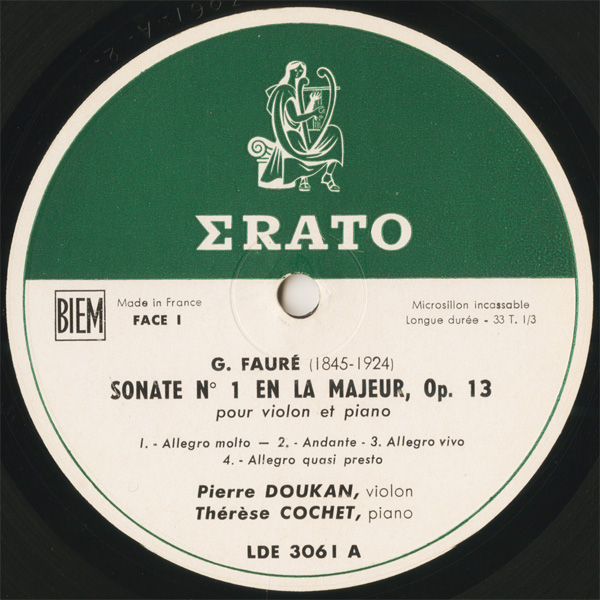 3061-A 2.
ΣRATO
BIEM
Made in France
FACE I
Microsillon incassable
Longue durée - 33 T. 1/3
G. FAURÉ (1845-1924)
SONATE N° 1 EN LA MAJEUR, Op. 13
pour violon et piano
1. - Allegro molto — 2. - Andante - 3. Allegro vivo
4. - Allegro quasi presto
Pierre DOUKAN, violon
Thérèse COCHET, piano
LDE 3061 A